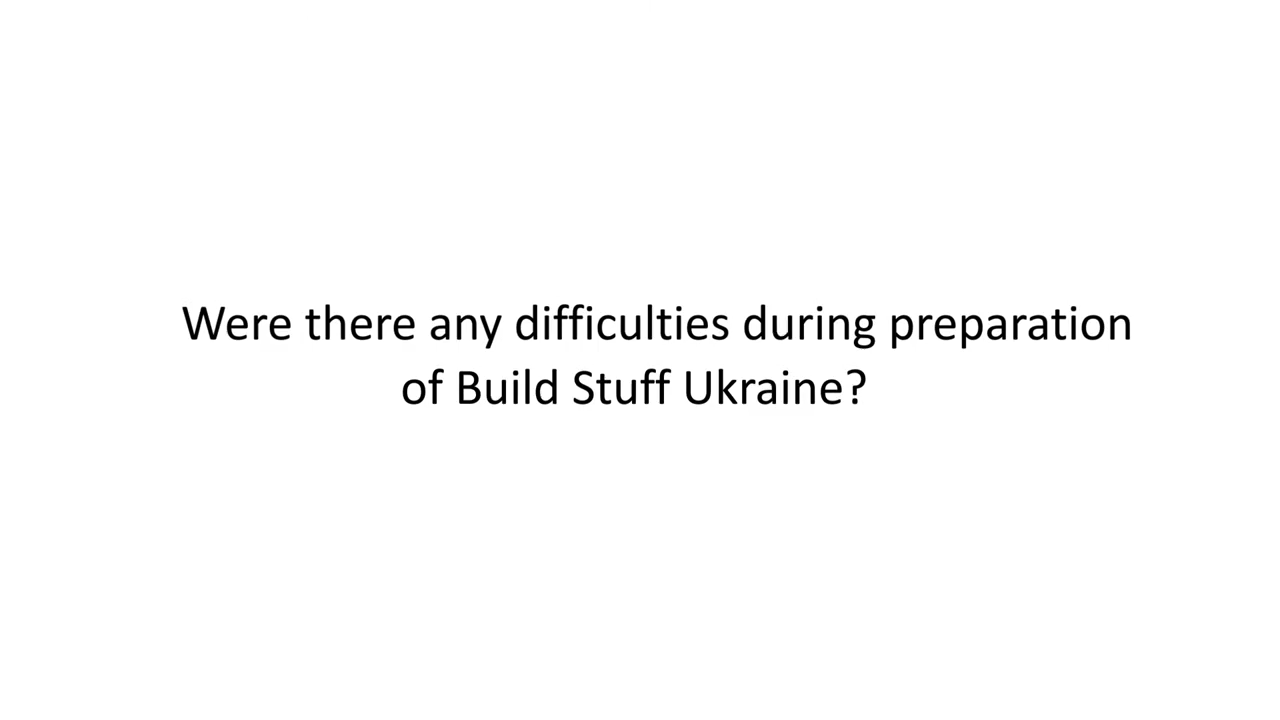 Were there any difficulties during preparation
of Build Stuff Ukraine?